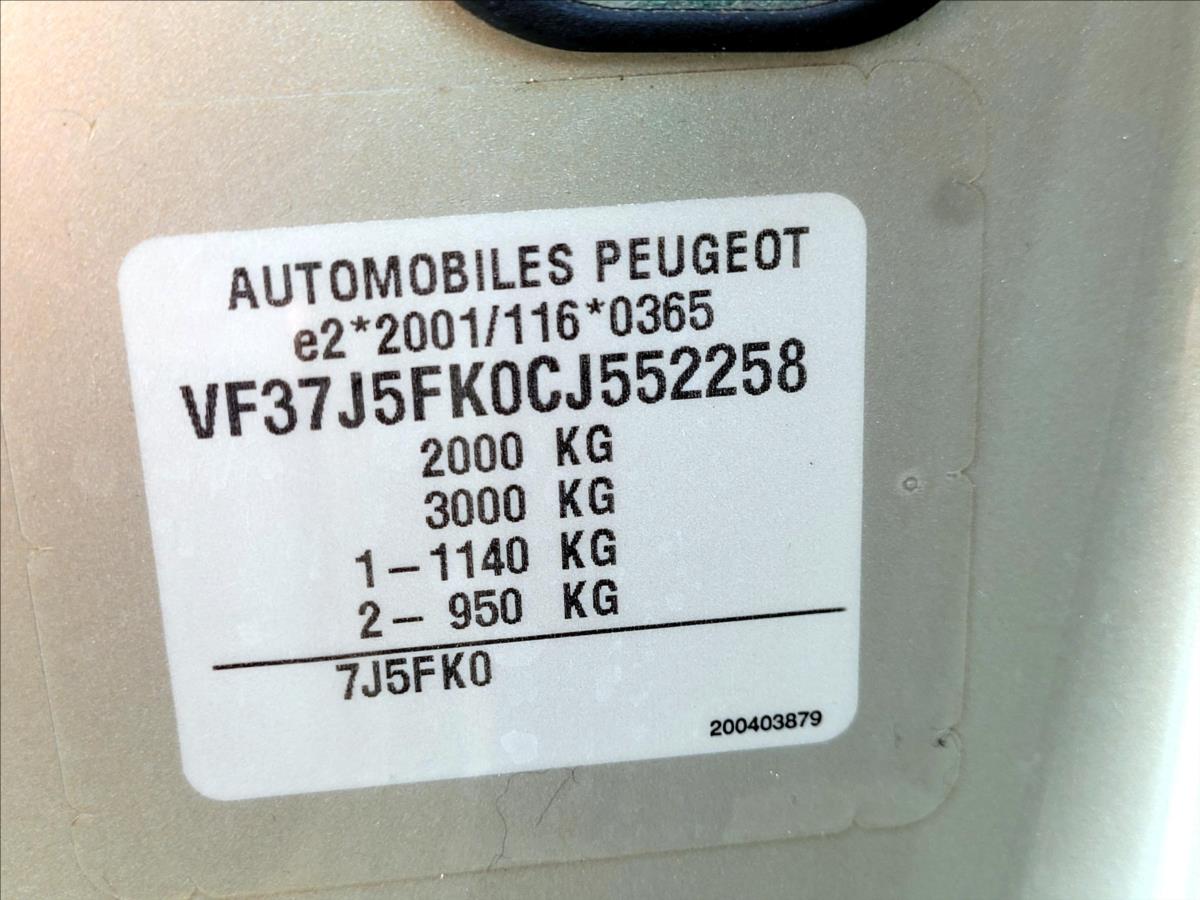 AUTOMOBILES PEUGEOT
e2*2001/116*0365
VF37J5FK0CJ552258
2000 KG
3000 KG
1-1140 KG
2- 950 KG
7J5FK0
200403879